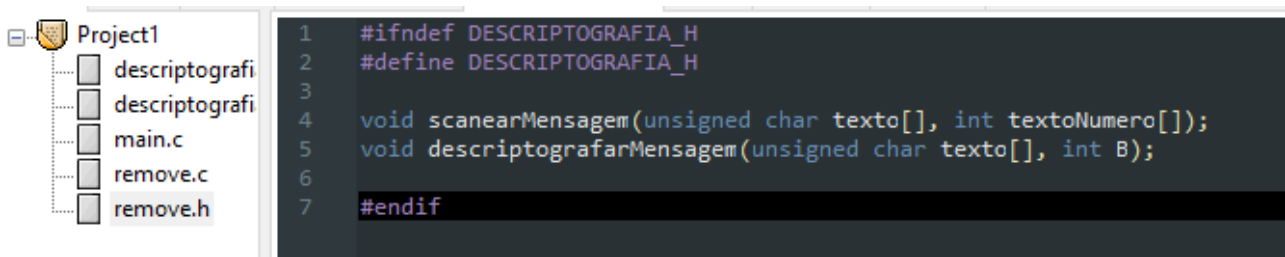 Project1
descriptografi
descriptografi
main.c
remove.c
remove.h
1 #ifndef DESCRIPTOGRAFIA_H
2 #define DESCRIPTOGRAFIA_H
3
4 void scanearMensagem(unsigned char texto[], int textoNumero[]);
5 void descriptografarMensagem(unsigned char texto[], int B);
6
7 #endif